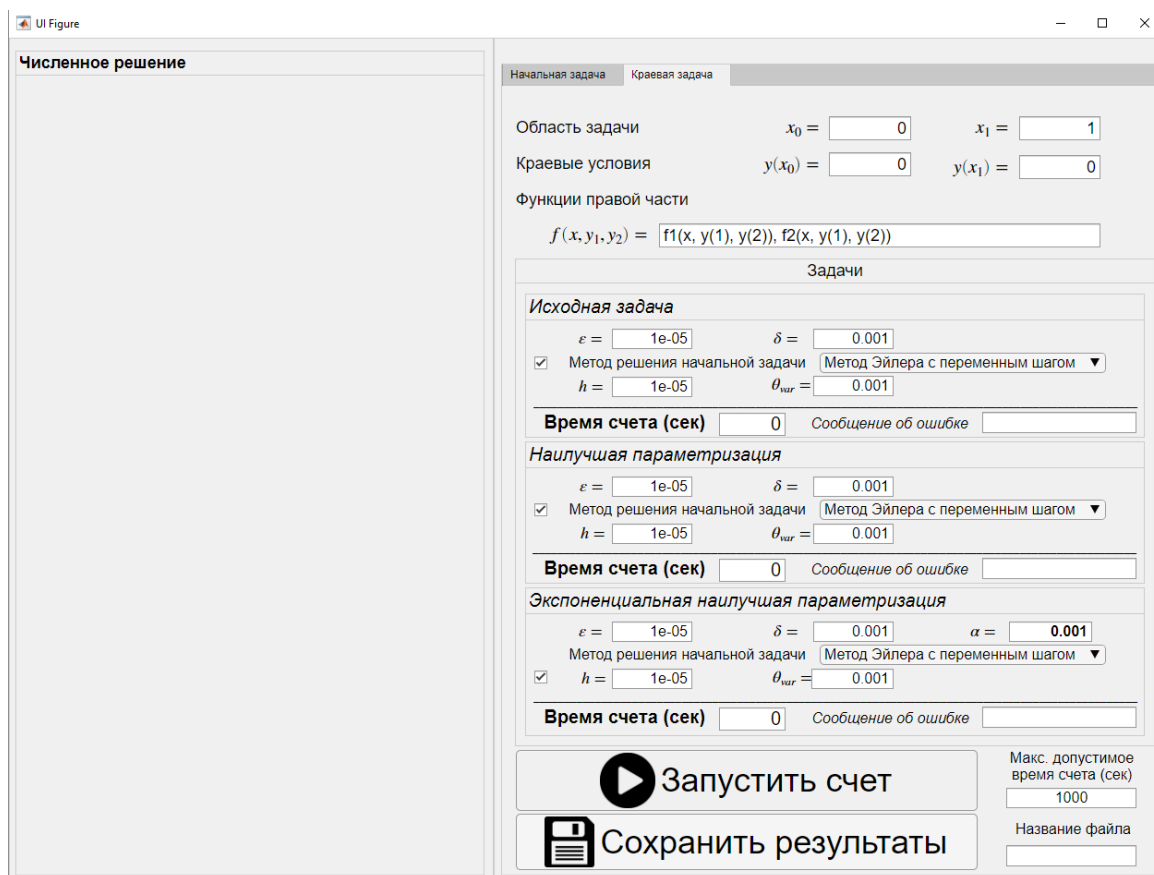 UI Figure
Численное решение
Начальная задача Краевая задача
Область задачи x₀ = 0 x₁ = 1
Краевые условия y(x₀) = 0 y(x₁) = 0
Функции правой части
f(x, y₁, y₂) = f1(x, y(1), y(2)), f2(x, y(1), y(2))
Задачи
Исходная задача
ε = 1e-05 δ = 0.001
Метод решения начальной задачи Метод Эйлера с переменным шагом
h = 1e-05 θvar = 0.001
Время счета (сек) 0 Сообщение об ошибке
Наилучшая параметризация
ε = 1e-05 δ = 0.001
Метод решения начальной задачи Метод Эйлера с переменным шагом
h = 1e-05 θvar = 0.001
Время счета (сек) 0 Сообщение об ошибке
Экспоненциальная наилучшая параметризация
ε = 1e-05 δ = 0.001 α = 0.001
Метод решения начальной задачи Метод Эйлера с переменным шагом
h = 1e-05 θvar = 0.001
Время счета (сек) 0 Сообщение об ошибке
Запустить счет
Макс. допустимое
время счета (сек)
1000
Сохранить результаты
Название файла